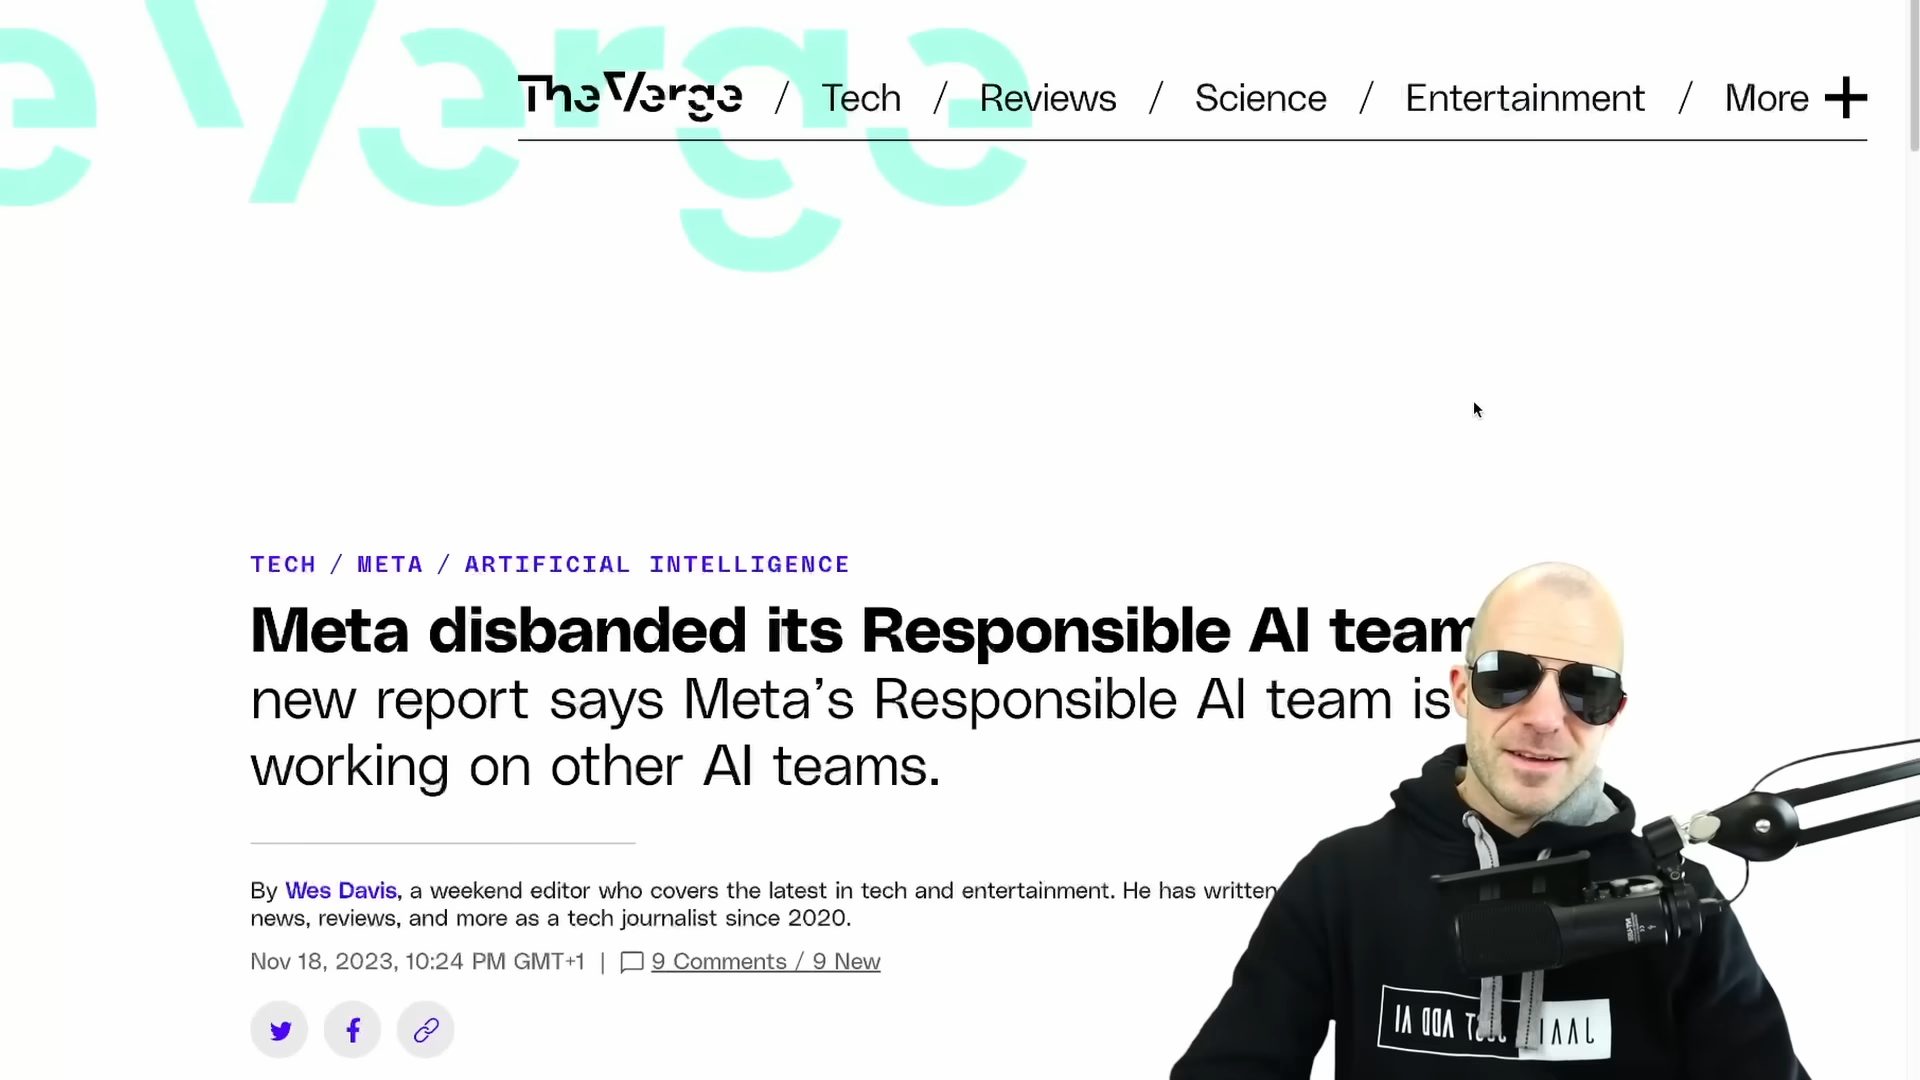 e Verge
The Verge / Tech / Reviews / Science / Entertainment / More
TECH / META / ARTIFICIAL INTELLIGENCE
Meta disbanded its Responsible AI team
new report says Meta’s Responsible AI team is
working on other AI teams.
By Wes Davis, a weekend editor who covers the latest in tech and entertainment. He has written
news, reviews, and more as a tech journalist since 2020.
Nov 18, 2023, 10:24 PM GMT+1 | 9 Comments / 9 New